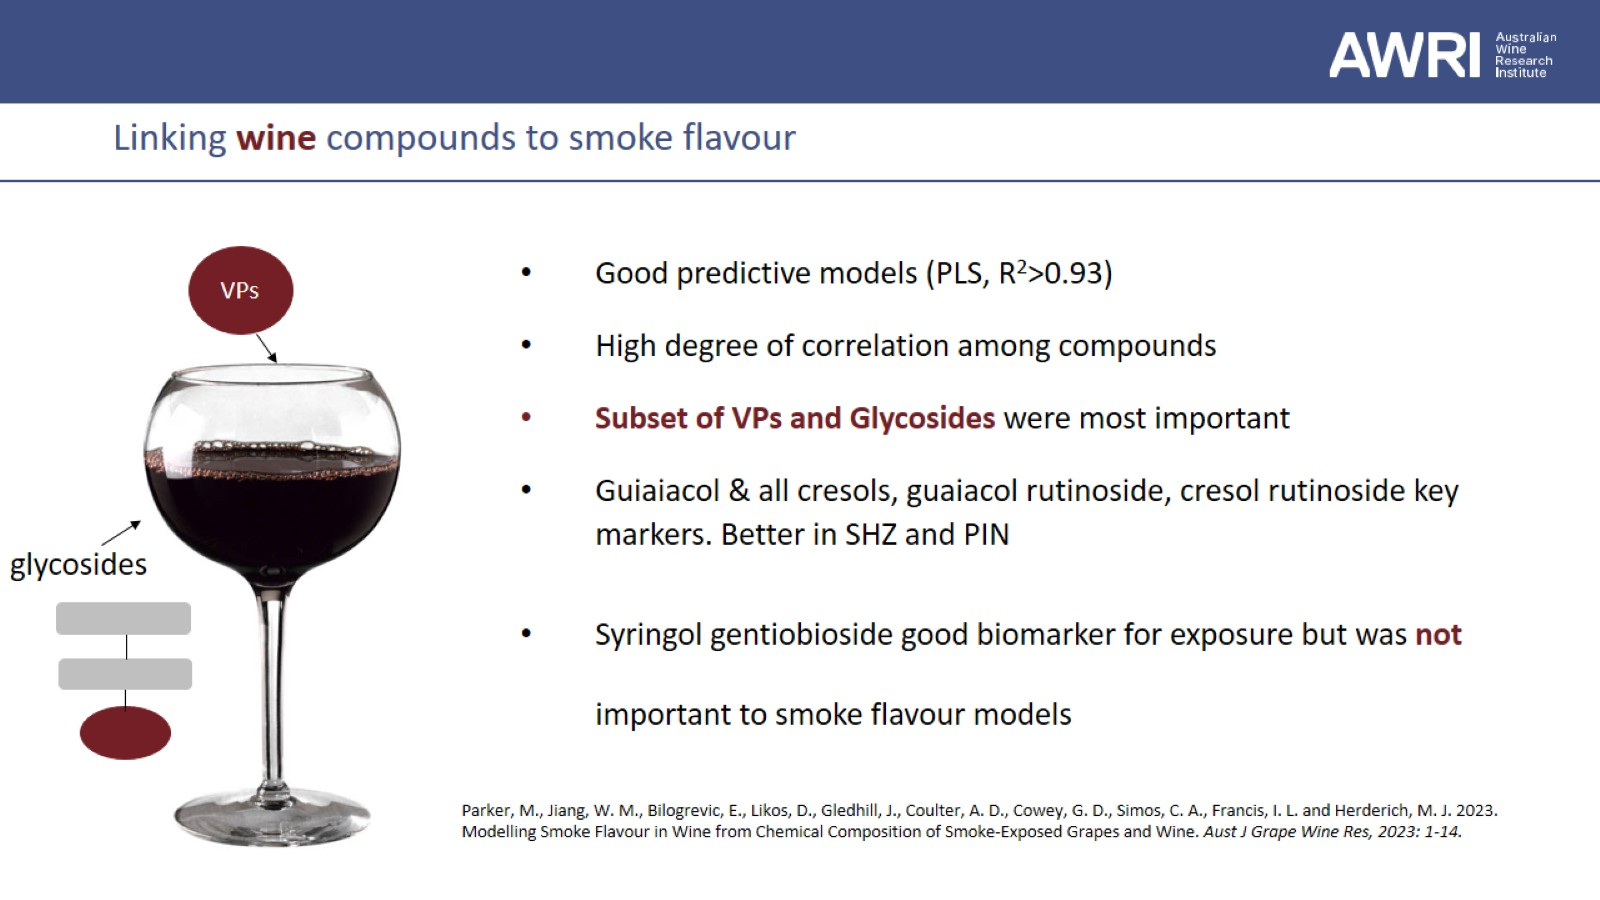 AWRI
Australian
Wine
Research
Institute
Linking wine compounds to smoke flavour
VPs
glycosides
• Good predictive models (PLS, R²>0.93)
• High degree of correlation among compounds
• Subset of VPs and Glycosides were most important
• Guiaiacol & all cresols, guaiacol rutinoside, cresol rutinoside key
markers. Better in SHZ and PIN
• Syringol gentiobioside good biomarker for exposure but was not
important to smoke flavour models
Parker, M., Jiang, W. M., Bilogrevic, E., Likos, D., Gledhill, J., Coulter, A. D., Cowey, G. D., Simos, C. A., Francis, I. L. and Herderich, M. J. 2023.
Modelling Smoke Flavour in Wine from Chemical Composition of Smoke-Exposed Grapes and Wine. Aust J Grape Wine Res, 2023: 1-14.